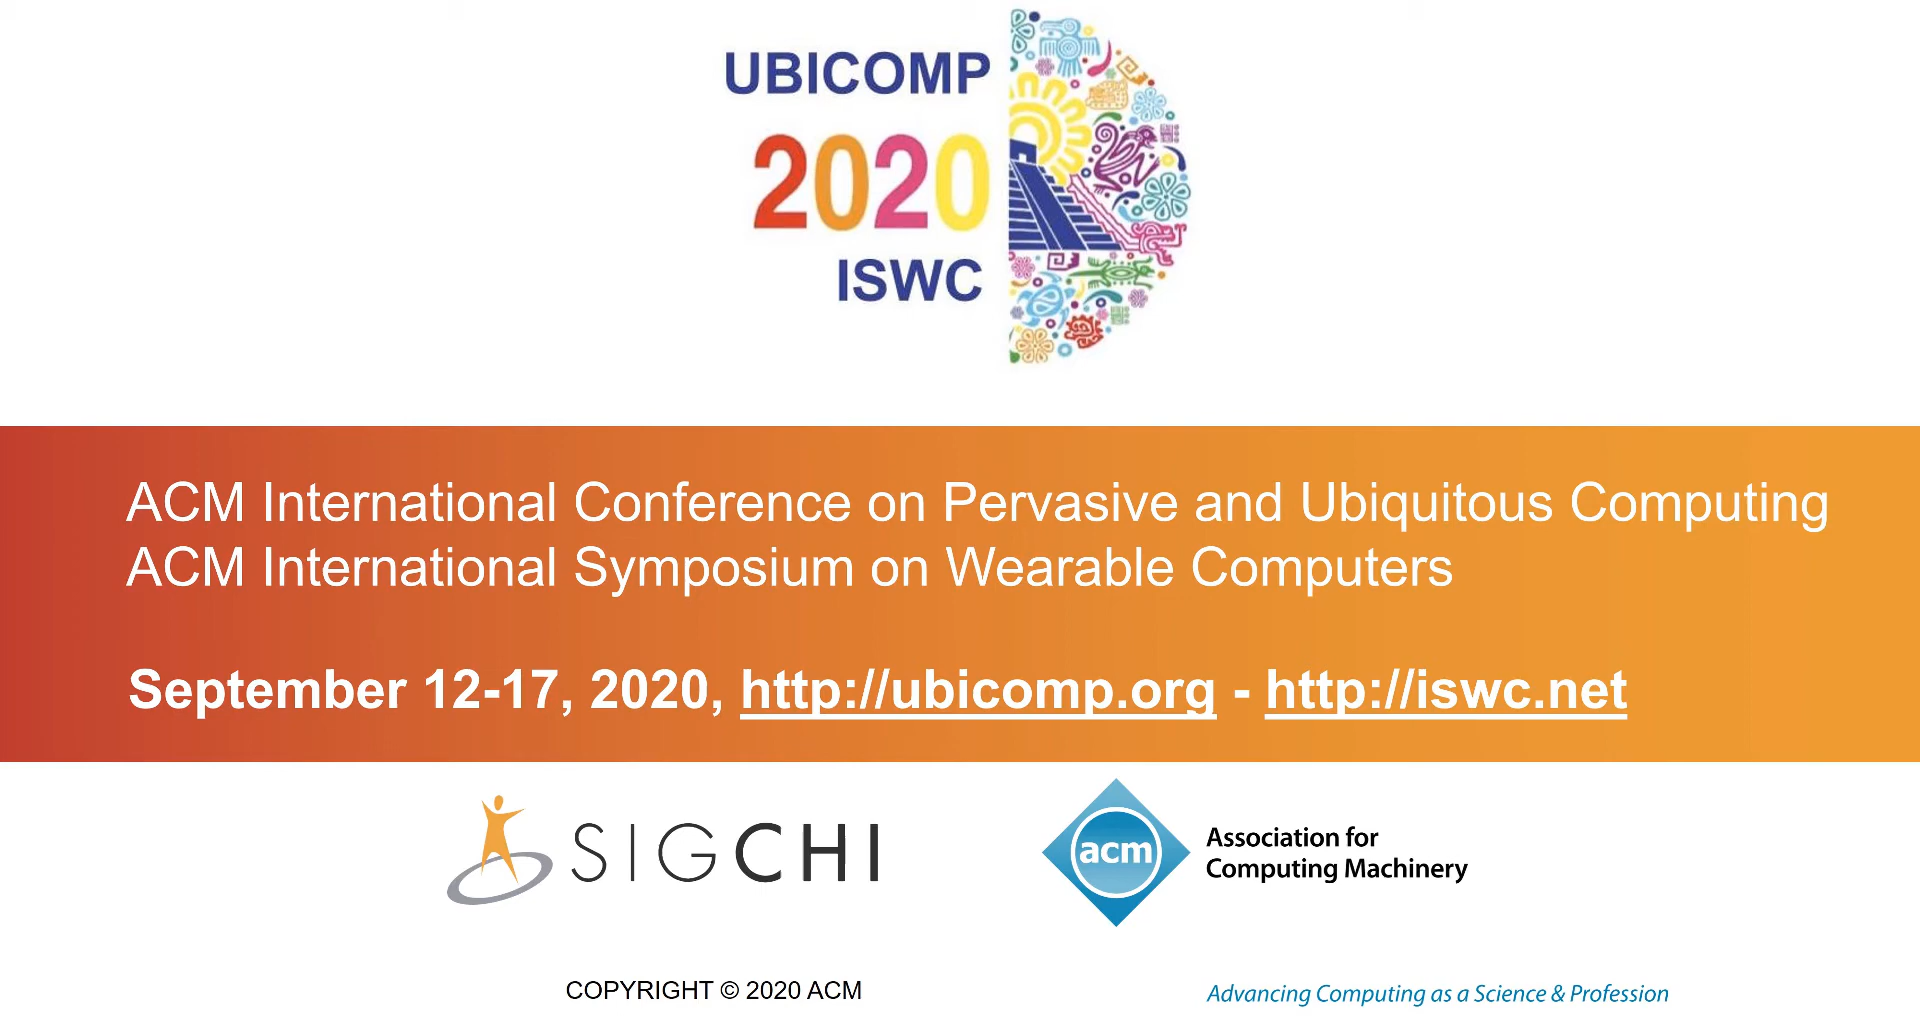 UBICOMP
2020
ISWC
ACM International Conference on Pervasive and Ubiquitous Computing
ACM International Symposium on Wearable Computers
September 12-17, 2020, http://ubicomp.org - http://iswc.net
SIGCHI
acm
Association for
Computing Machinery
COPYRIGHT © 2020 ACM
Advancing Computing as a Science & Profession